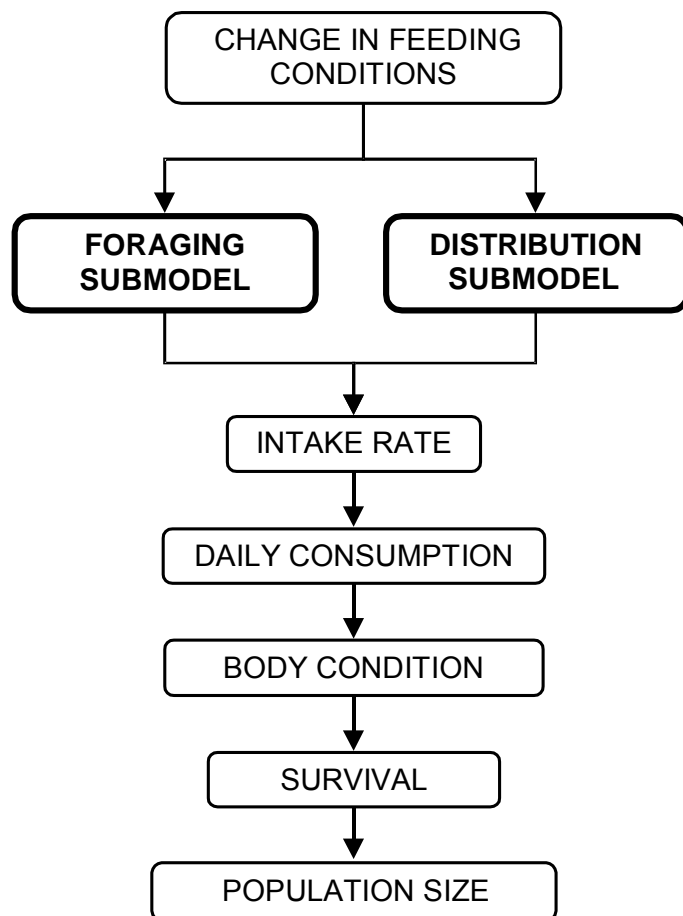 CHANGE IN FEEDING
CONDITIONS
FORAGING
SUBMODEL
DISTRIBUTION
SUBMODEL
INTAKE RATE
DAILY CONSUMPTION
BODY CONDITION
SURVIVAL
POPULATION SIZE